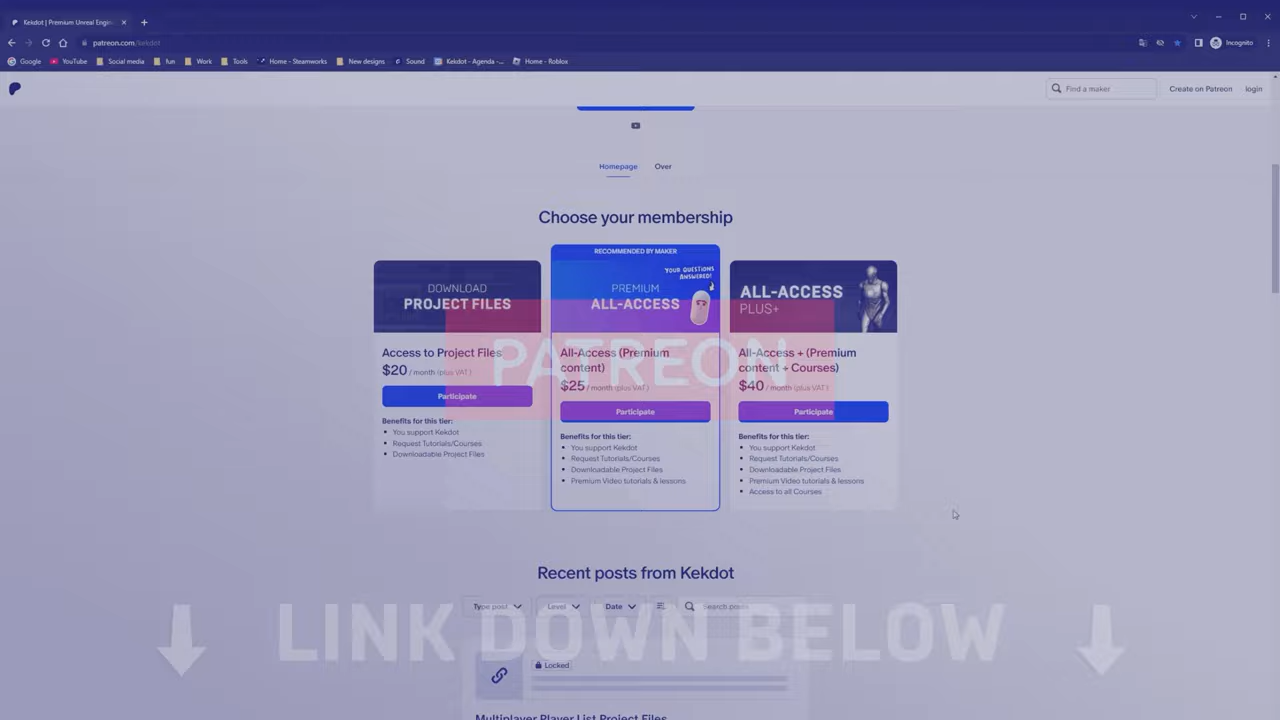 Kekdot | Premium Unreal Engin
patreon.com/kekdot
Incognito
Google
YouTube
Social media
fun
Work
Tools
Home - Steamworks
New designs
Sound
Kekdot - Agenda -...
Home - Roblox
Find a maker
Create on Patreon
login
Homepage
Over
Choose your membership
RECOMMENDED BY MAKER
DOWNLOAD
PROJECT FILES
Access to Project Files
$20 / month (plus VAT)
Participate
Benefits for this tier:
• You support Kekdot
• Request Tutorials/Courses
• Downloadable Project Files
YOUR QUESTIONS
ANSWERED!
PREMIUM
ALL-ACCESS
All-Access (Premium
content)
$25 / month (plus VAT)
Participate
Benefits for this tier:
• You support Kekdot
• Request Tutorials/Courses
• Downloadable Project Files
• Premium Video tutorials & lessons
ALL-ACCESS
PLUS+
All-Access + (Premium
content + Courses)
$40 / month (plus VAT)
Participate
Benefits for this tier:
• You support Kekdot
• Request Tutorials/Courses
• Downloadable Project Files
• Premium Video tutorials & lessons
• Access to all Courses
PATREON
Recent posts from Kekdot
Type post
Level
Date
Search posts
LINK DOWN BELOW
Locked
Multiplayer Player List Project Files